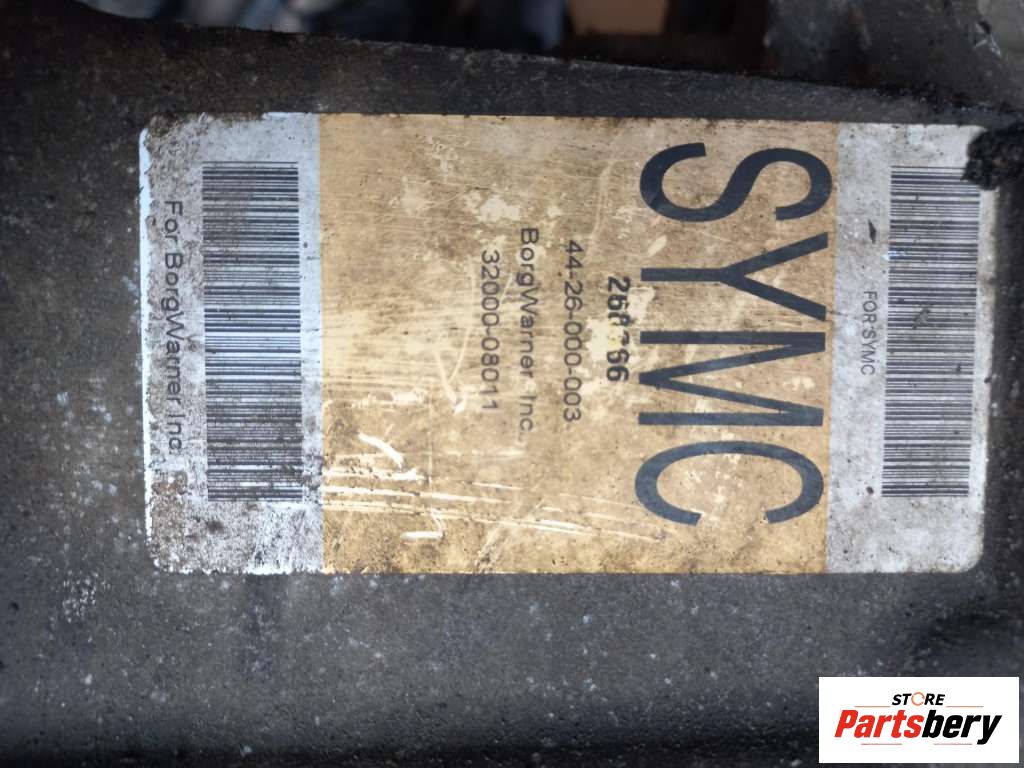 FOR SYMC
SYMC
44-26-000-003
BorgWarner Inc.
32000-08011
For BorgWarner Inc
STORE
Partsbery